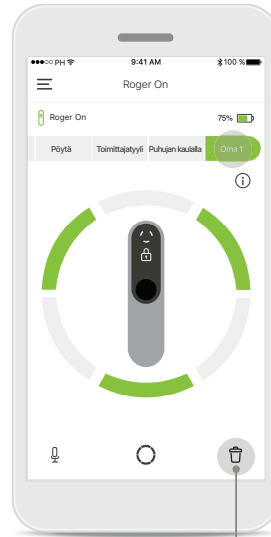 PH 9:41 AM 100 %
Roger On
Roger On 75%
Pöytä Toimittajatyyli Puhujan kaulalla Oma 1